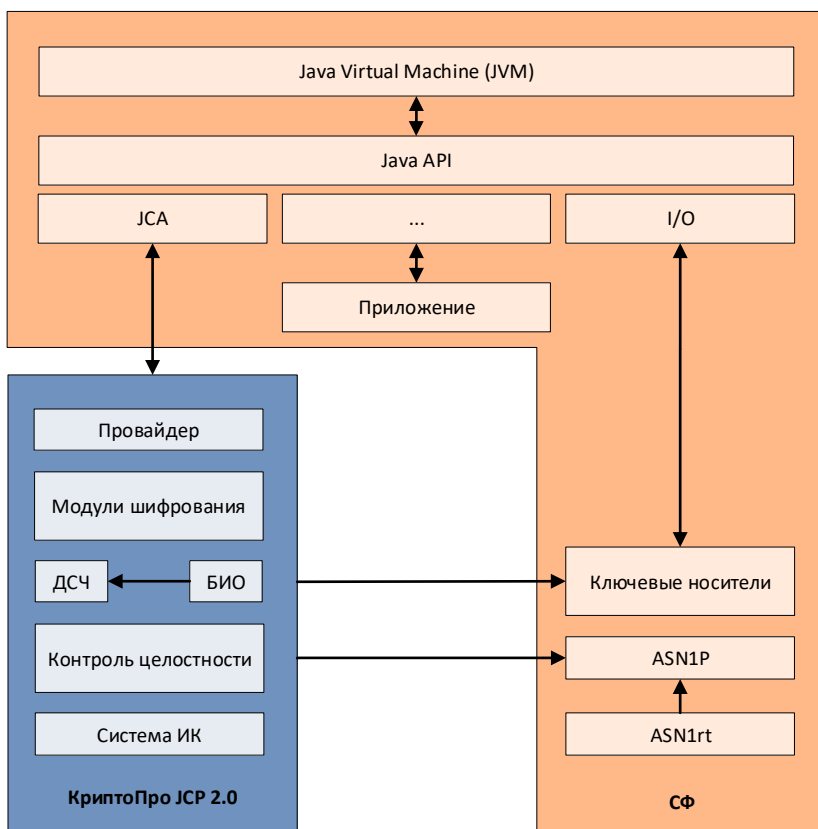 Java Virtual Machine (JVM)
Java API
JCA
...
I/O
Приложение
Провайдер
Модули шифрования
ДСЧ
БИО
Контроль целостности
Система ИК
КриптоПро JCP 2.0
Ключевые носители
ASN1P
ASN1rt
СФ